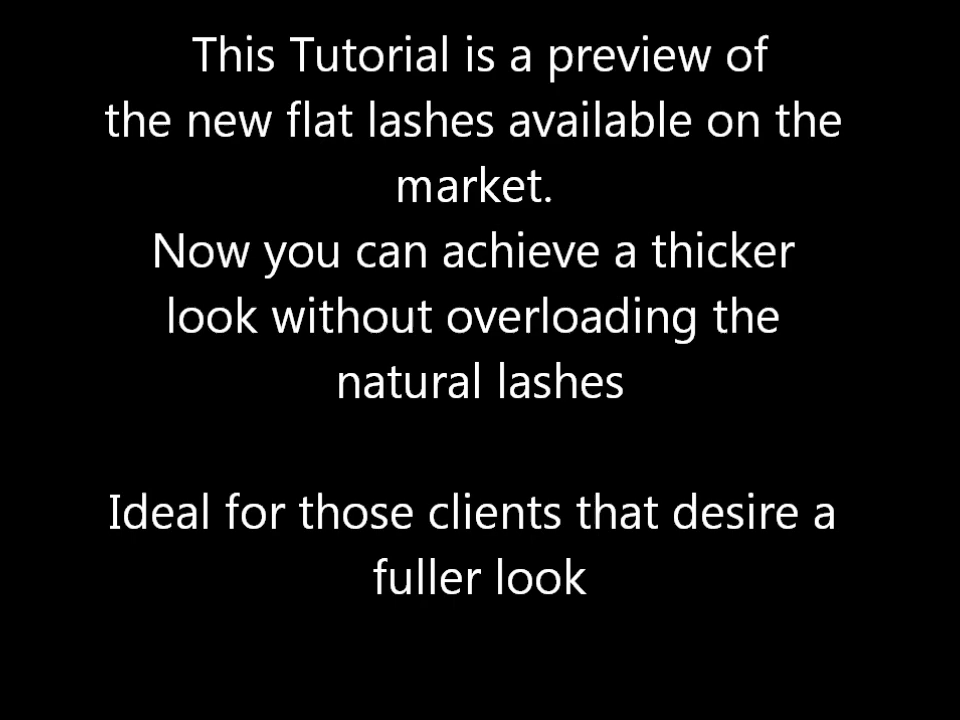 This Tutorial is a preview of
the new flat lashes available on the
market.
Now you can achieve a thicker
look without overloading the
natural lashes
Ideal for those clients that desire a
fuller look